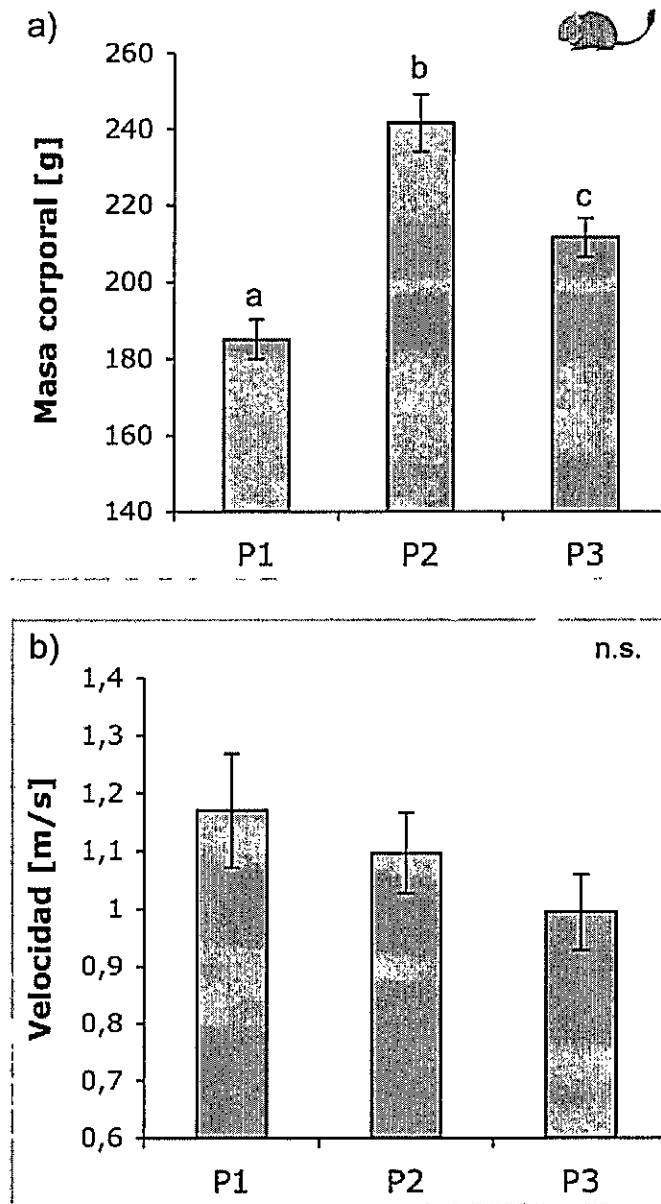 a)
Masa corporal [g]
260
240
220
200
180
160
140
a
b
c
P1 P2 P3
b)
n.s.
Velocidad [m/s]
1,4
1,3
1,2
1,1
1
0,9
0,8
0,7
0,6
P1 P2 P3